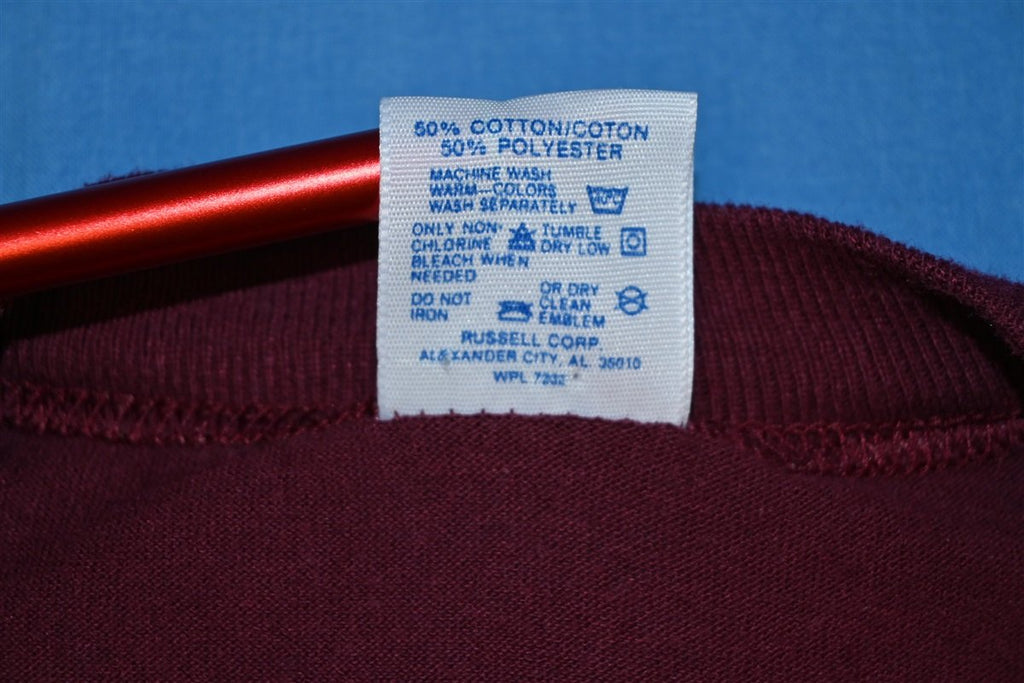 50% COTTON/COTON
50% POLYESTER
MACHINE WASH
WARM-COLORS
WASH SEPARATELY
40°
ONLY NON-
CHLORINE
BLEACH WHEN
NEEDED
TUMBLE
DRY LOW
DO NOT
IRON
OR DRY
CLEAN
EMBLEM
RUSSELL CORP.
ALEXANDER CITY, AL. 35010
WPL